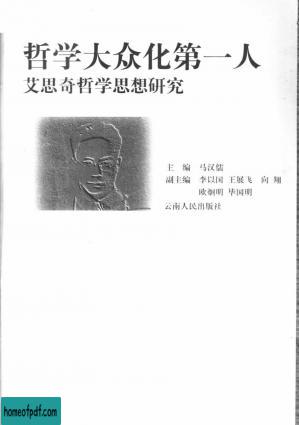 哲学大众化第一人
艾思奇哲学思想研究
主 编 马汉儒
副主编 李以国 王展飞 向 翔
欧炯明 毕国明
云南人民出版社
homeofpdf.com